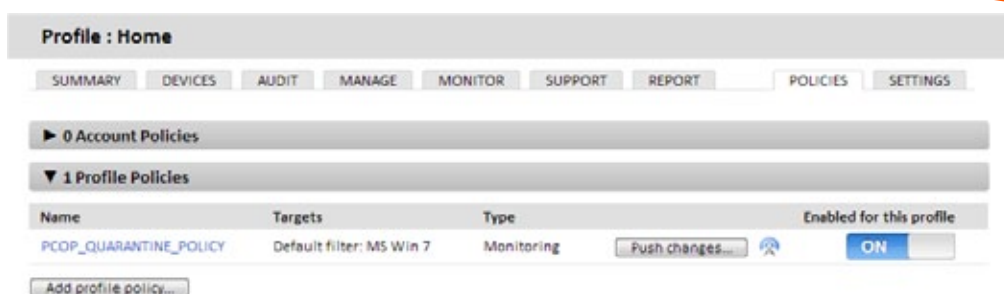 Profile : Home
SUMMARY DEVICES AUDIT MANAGE MONITOR SUPPORT REPORT POLICIES SETTINGS
▶ 0 Account Policies
▼ 1 Profile Policies
Name Targets Type Enabled for this profile
PCOP_QUARANTINE_POLICY Default filter: MS Win 7 Monitoring Push changes... ON
Add profile policy...